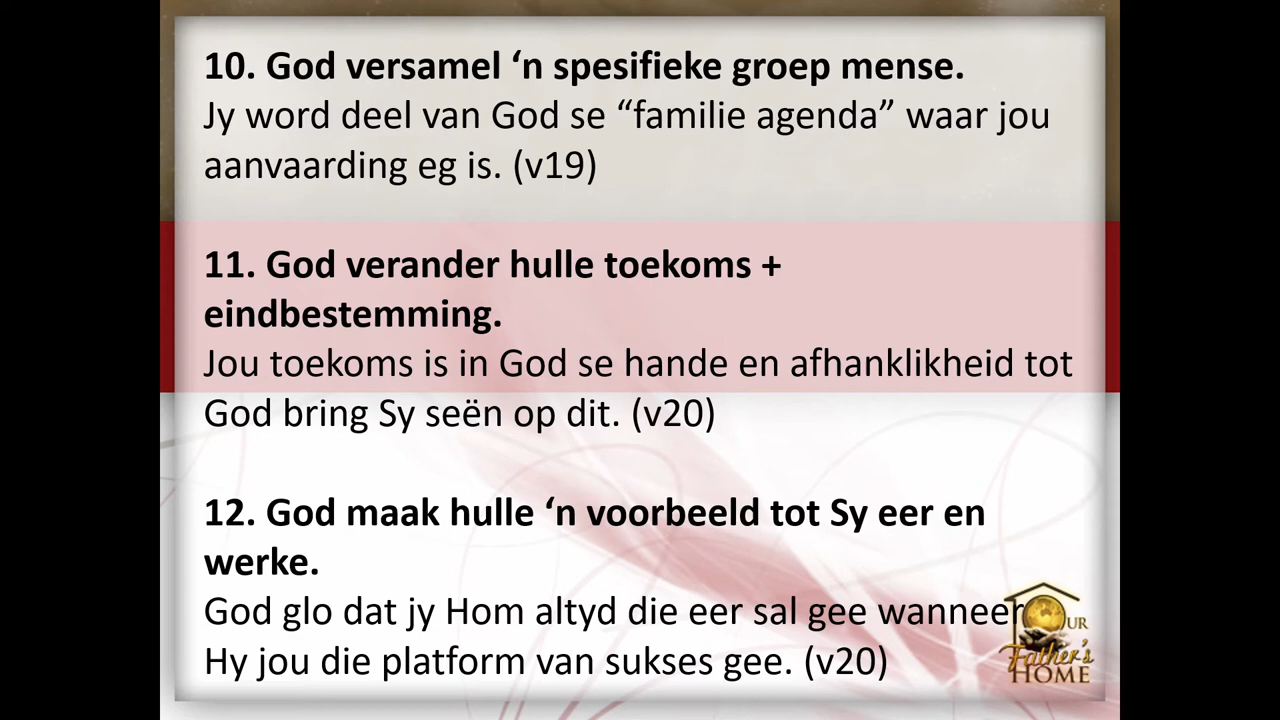 10. God versamel ‘n spesifieke groep mense.
Jy word deel van God se “familie agenda” waar jou
aanvaarding eg is. (v19)
11. God verander hulle toekoms +
eindbestemming.
Jou toekoms is in God se hande en afhanklikheid tot
God bring Sy seën op dit. (v20)
12. God maak hulle ‘n voorbeeld tot Sy eer en
werke.
God glo dat jy Hom altyd die eer sal gee wanneer
Hy jou die platform van sukses gee. (v20)
OUR
Father's
HOME